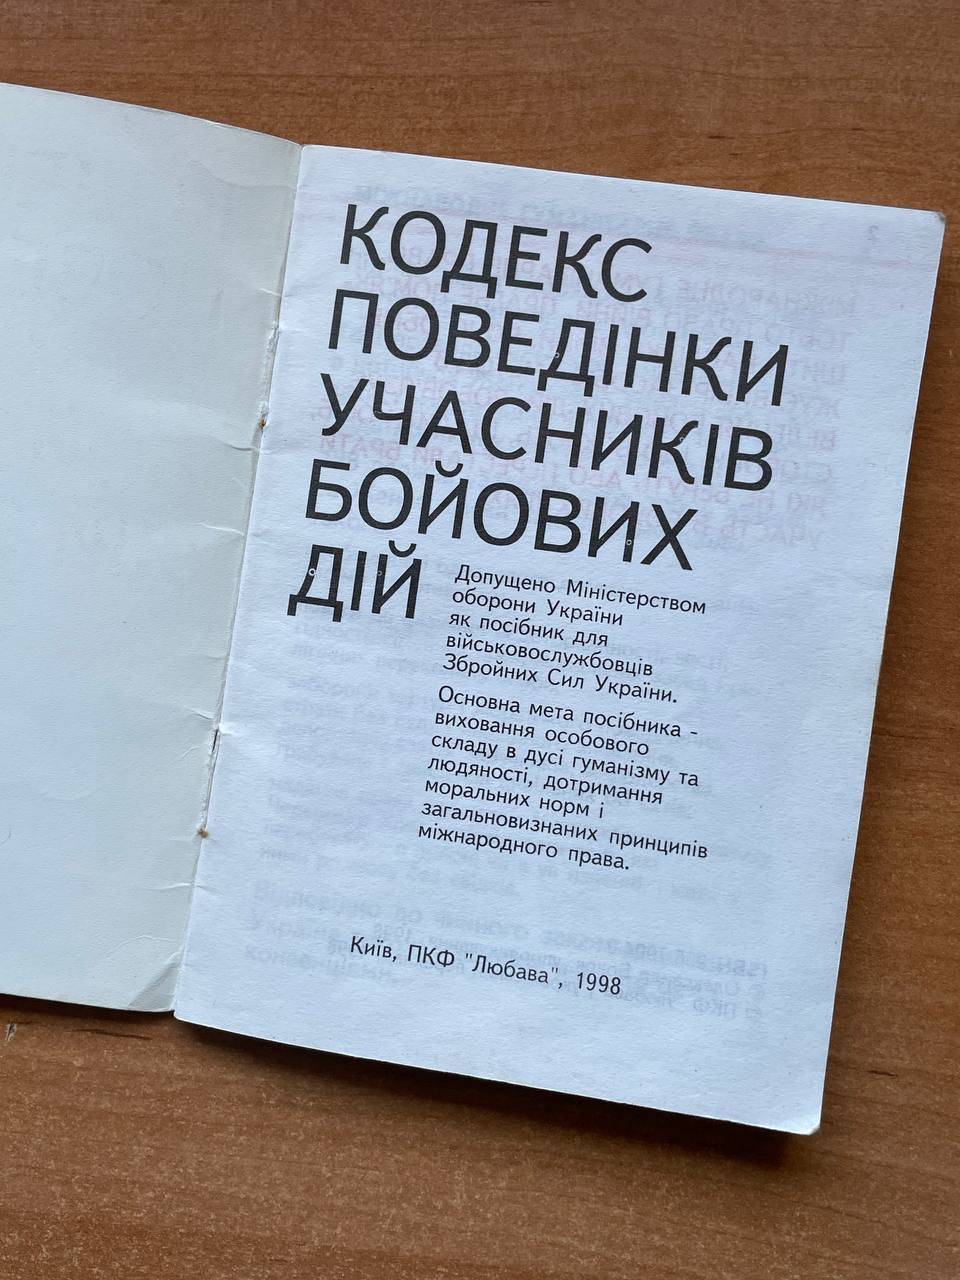 КОДЕКС
ПОВЕДІНКИ
УЧАСНИКІВ
БОЙОВИХ
ДІЙ
Допущено Міністерством
оборони України
як посібник для
військовослужбовців
Збройних Сил України.
Основна мета посібника -
виховання особового
складу в дусі гуманізму та
людяності, дотримання
моральних норм і
загальновизнаних принципів
міжнародного права.
Київ, ПКФ "Любава", 1998